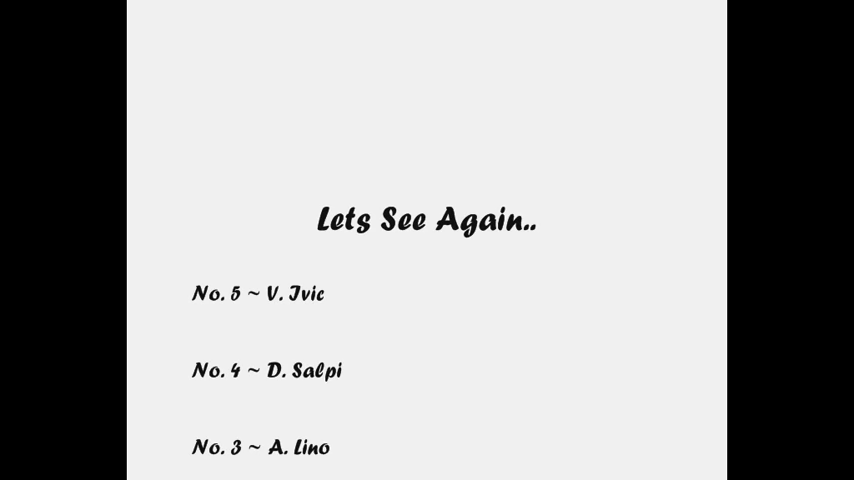 Lets See Again..
No. 5 ~ V. Ivic
No. 4 ~ D. Salpi
No. 3 ~ A. Lino